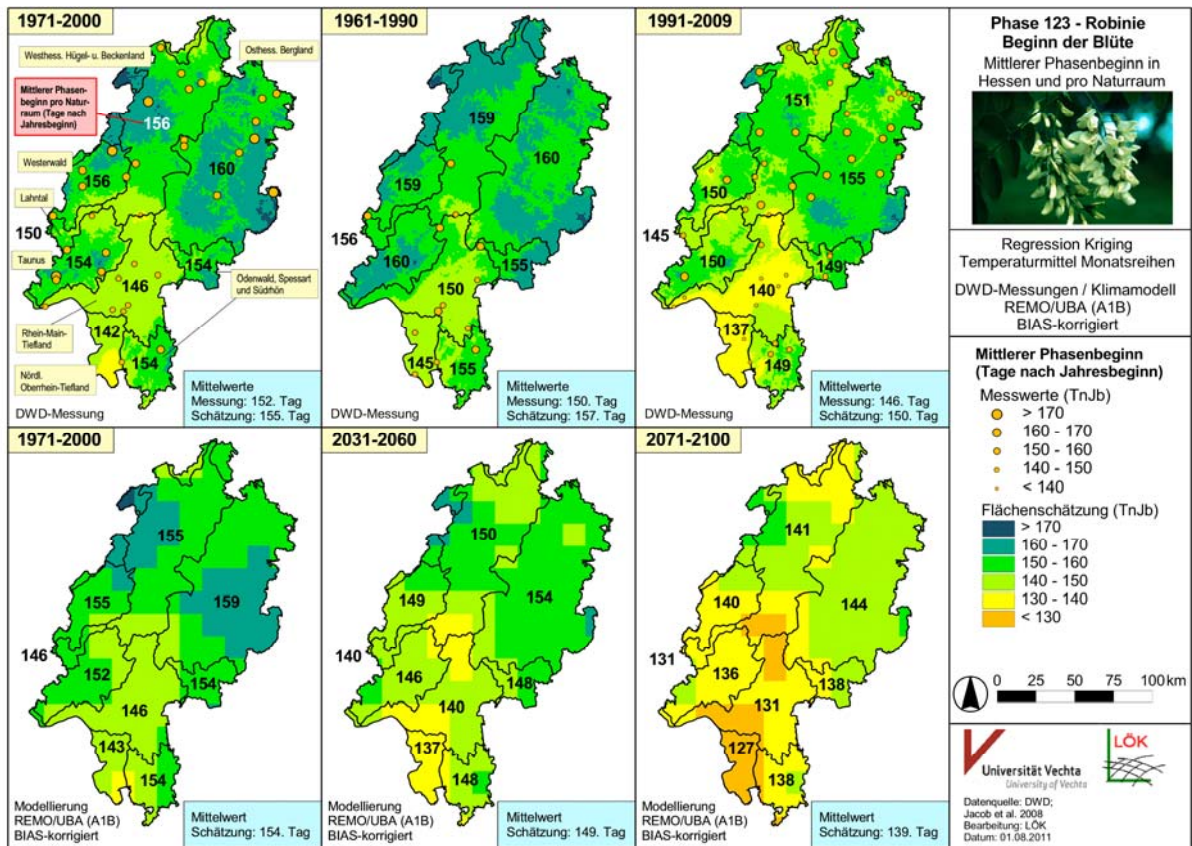 1971-2000
Westhess. Hügel- u. Beckenland
Osthess. Bergland
Mittlerer Phasen-
beginn pro Natur-
raum (Tage nach
Jahresbeginn)
156
160
Westerwald
156
Lahntal
150
Taunus
154
154
146
Odenwald, Spessart
und Südrhön
Rhein-Main-
Tiefland
142
154
Nördl.
Oberrhein-Tiefland
DWD-Messung
Mittelwerte
Messung: 152. Tag
Schätzung: 155. Tag
1961-1990
159
160
159
156
160
155
150
145
155
DWD-Messung
Mittelwerte
Messung: 150. Tag
Schätzung: 157. Tag
1991-2009
151
155
150
145
150
149
140
137
149
DWD-Messung
Mittelwerte
Messung: 146. Tag
Schätzung: 150. Tag
1971-2000
155
155
159
146
152
154
146
143
154
Modellierung
REMO/UBA (A1B)
BIAS-korrigiert
Mittelwert
Schätzung: 154. Tag
2031-2060
150
149
154
140
146
148
140
137
148
Modellierung
REMO/UBA (A1B)
BIAS-korrigiert
Mittelwert
Schätzung: 149. Tag
2071-2100
141
140
144
131
136
138
131
127
138
Modellierung
REMO/UBA (A1B)
BIAS-korrigiert
Mittelwert
Schätzung: 139. Tag
Phase 123 - Robinie
Beginn der Blüte
Mittlerer Phasenbeginn in
Hessen und pro Naturraum
Regression Kriging
Temperaturmittel Monatsreihen
DWD-Messungen / Klimamodell
REMO/UBA (A1B)
BIAS-korrigiert
Mittlerer Phasenbeginn
(Tage nach Jahresbeginn)
Messwerte (TnJb)
> 170
160 - 170
150 - 160
140 - 150
< 140
Flächenschätzung (TnJb)
> 170
160 - 170
150 - 160
140 - 150
130 - 140
< 130
0 25 50 75 100 km
Universität Vechta
University of Vechta
LÖK
Datenquelle: DWD;
Jacob et al. 2008
Bearbeitung: LÖK
Datum: 01.08.2011